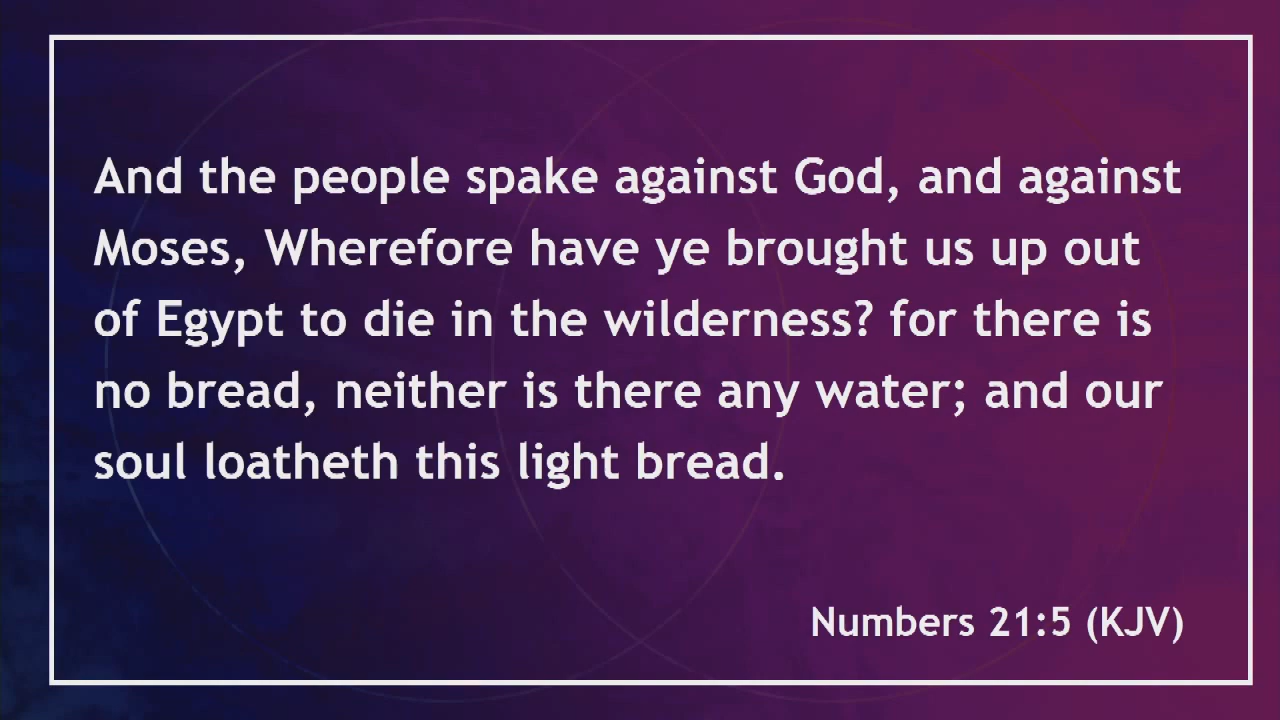 And the people spake against God, and against
Moses, Wherefore have ye brought us up out
of Egypt to die in the wilderness? for there is
no bread, neither is there any water; and our
soul loatheth this light bread.
Numbers 21:5 (KJV)